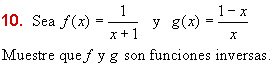 10. Sea f(x) = 1/(x+1) y g(x) = (1−x)/x
Muestre que f y g son funciones inversas.